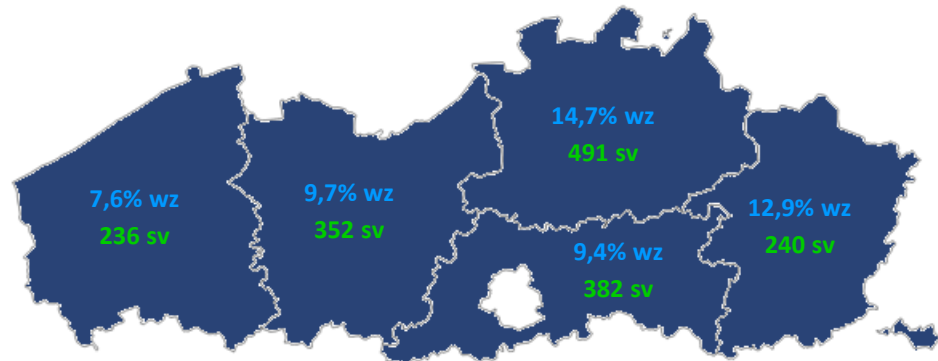 14,7% wz
491 sv
7,6% wz
236 sv
9,7% wz
352 sv
12,9% wz
240 sv
9,4% wz
382 sv